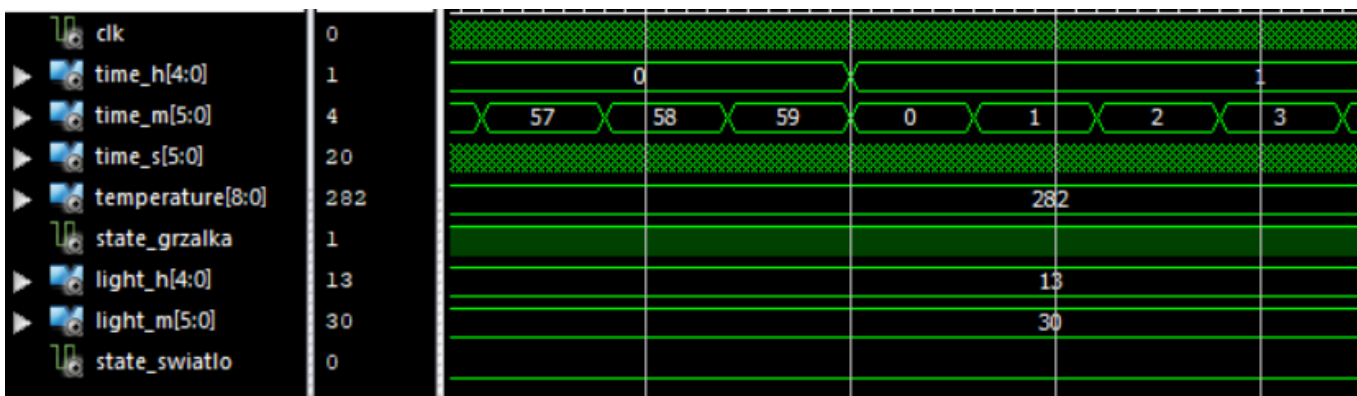 clk 0
time_h[4:0] 1 0 1
time_m[5:0] 4 57 58 59 0 1 2 3
time_s[5:0] 20
temperature[8:0] 282 282
state_grzalka 1
light_h[4:0] 13 13
light_m[5:0] 30 30
state_swiatlo 0